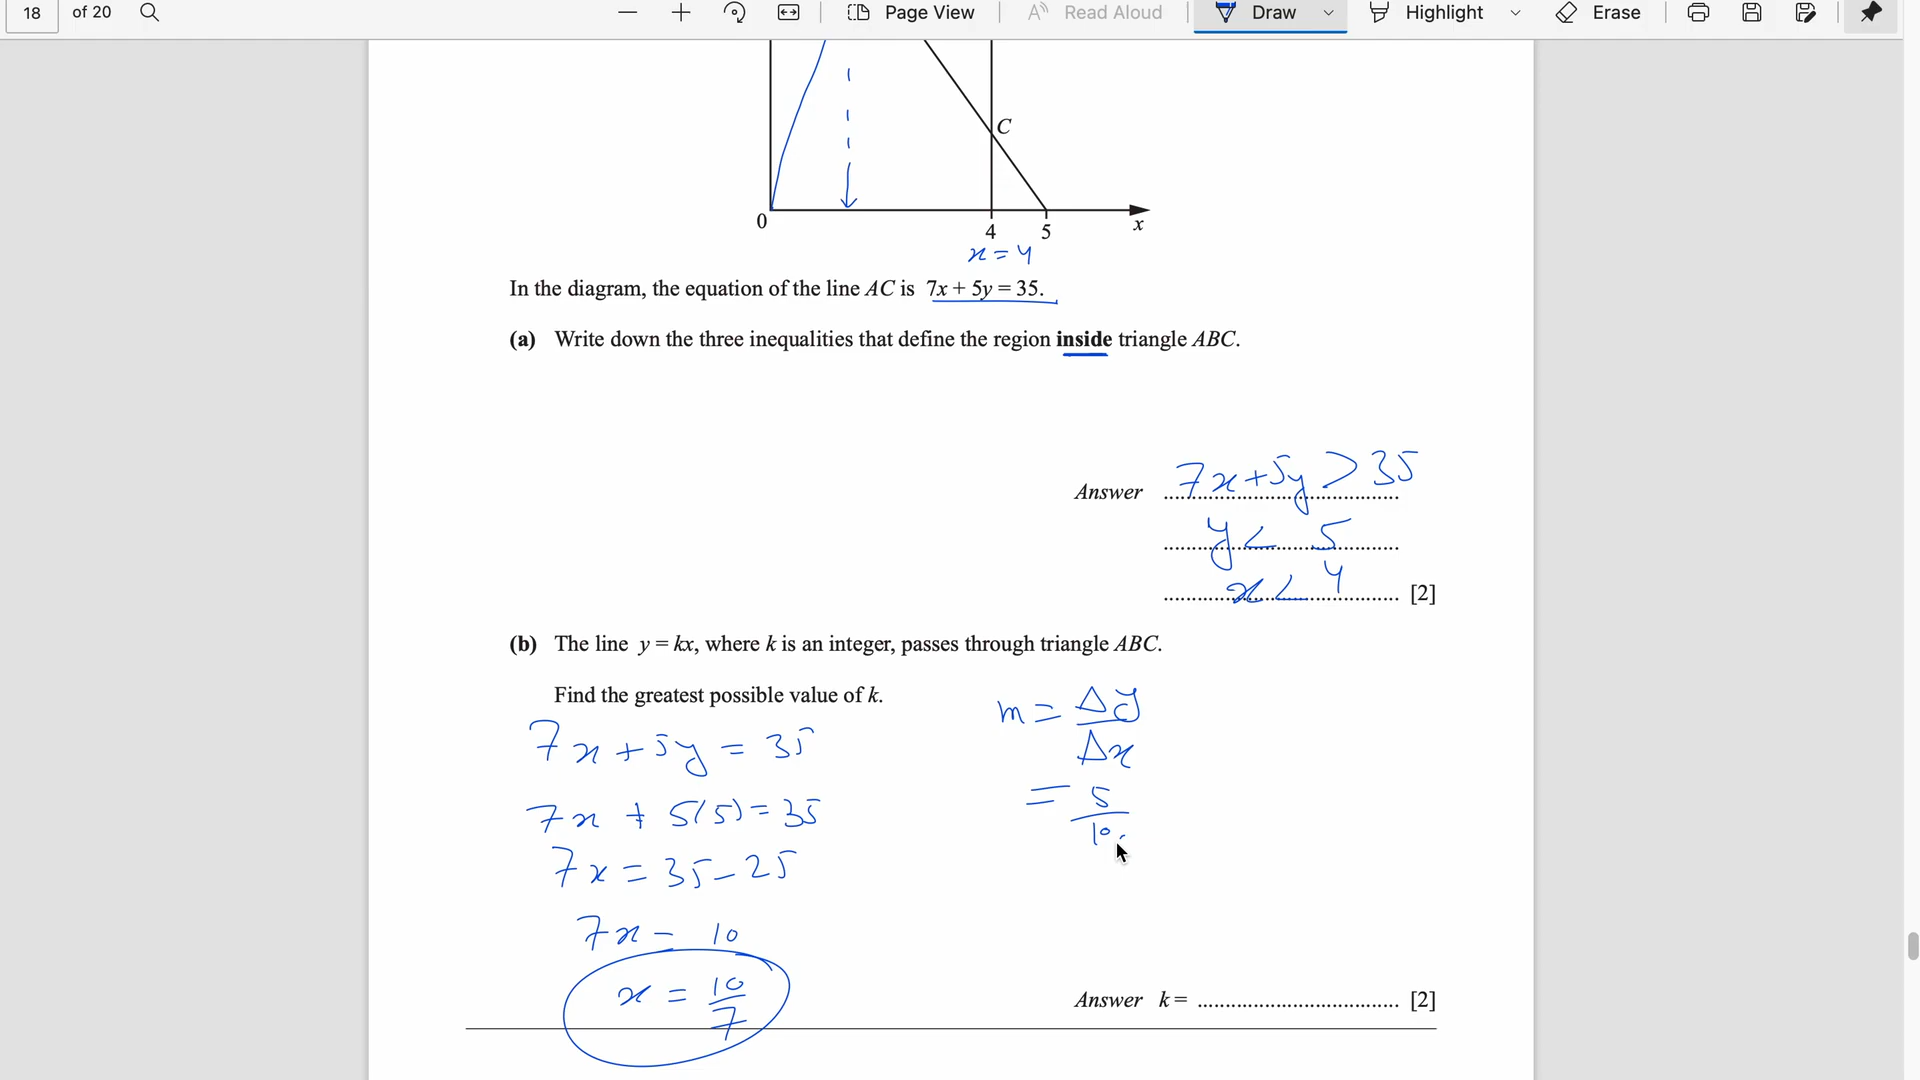 18 of 20 Page View Read Aloud Draw Highlight Erase
C
0
4 5 x
x = 4
In the diagram, the equation of the line AC is 7x + 5y = 35.
(a) Write down the three inequalities that define the region inside triangle ABC.
Answer 7x+5y > 35
y < 5
x < 4 [2]
(b) The line y = kx, where k is an integer, passes through triangle ABC.
Find the greatest possible value of k.
7x + 5y = 35
7x + 5(5) = 35
7x = 35 - 25
7x = 10
x = 10/7
m = Δy/Δx
= 5/10
Answer k = ................................... [2]